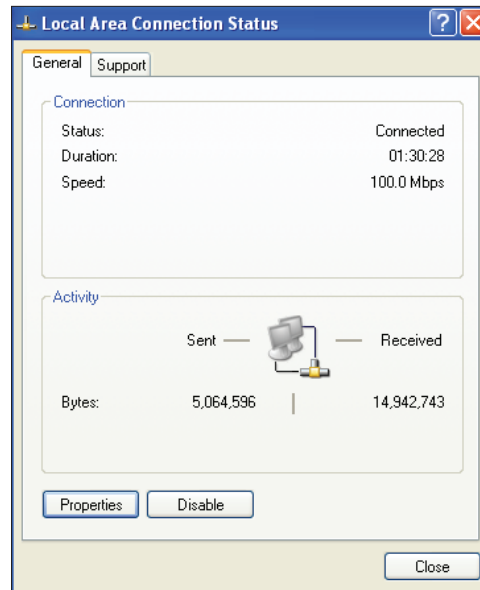 Local Area Connection Status
General Support
Connection
Status: Connected
Duration: 01:30:28
Speed: 100.0 Mbps
Activity
Sent Received
Bytes: 5,064,596 14,942,743
Properties Disable
Close